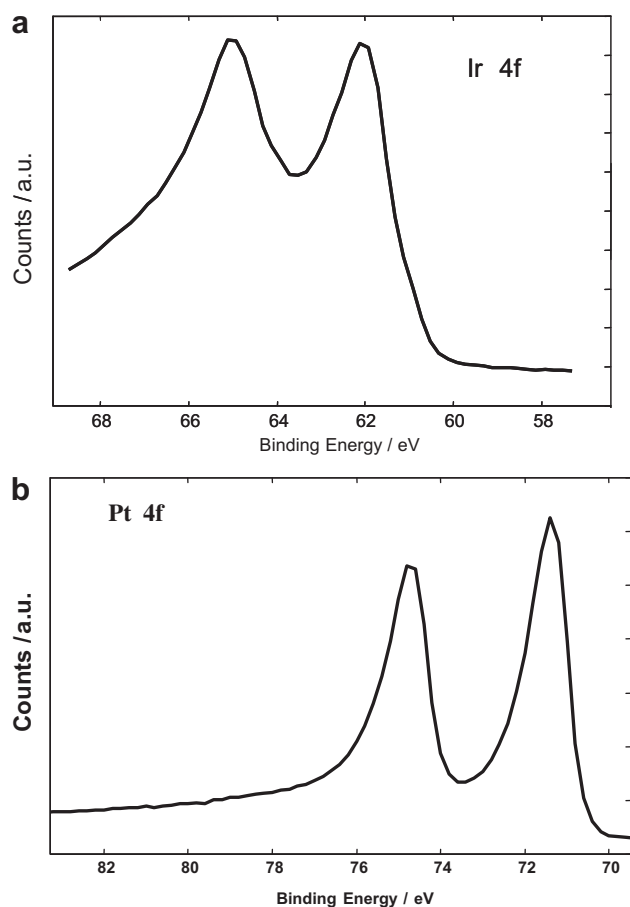 a
Ir 4f
Counts / a.u.
68 66 64 62 60 58
Binding Energy / eV
b
Pt 4f
Counts / a.u.
82 80 78 76 74 72 70
Binding Energy / eV